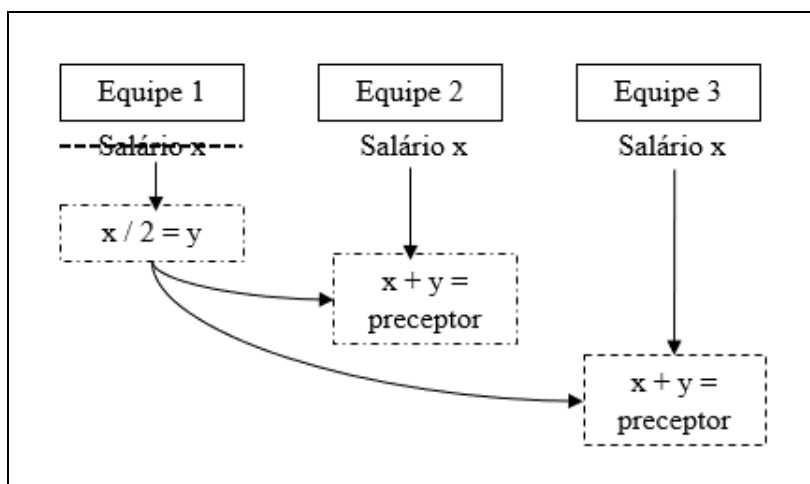 Equipe 1
Equipe 2
Equipe 3
Salário x
Salário x
Salário x
x / 2 = y
x + y =
preceptor
x + y =
preceptor